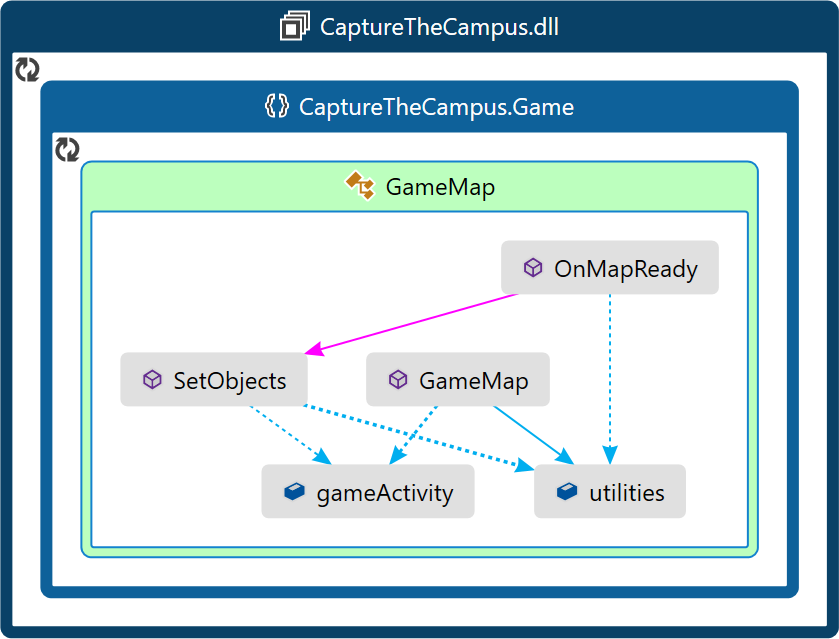 CaptureTheCampus.dll
CaptureTheCampus.Game
GameMap
OnMapReady
SetObjects
GameMap
gameActivity
utilities